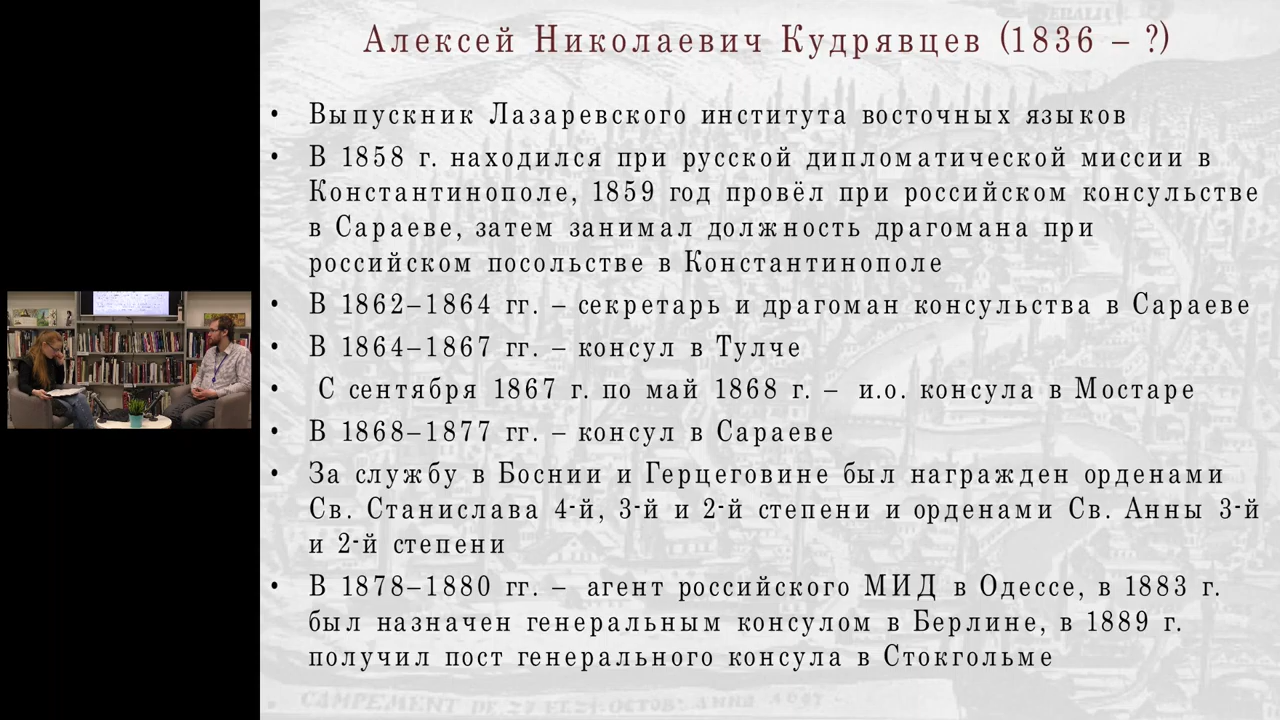 Алексей Николаевич Кудрявцев (1836 – ?)
• Выпускник Лазаревского института восточных языков
• В 1858 г. находился при русской дипломатической миссии в
Константинополе, 1859 год провёл при российском консульстве
в Сараеве, затем занимал должность драгомана при
российском посольстве в Константинополе
• В 1862–1864 гг. – секретарь и драгоман консульства в Сараеве
• В 1864–1867 гг. – консул в Тулче
• С сентября 1867 г. по май 1868 г. – и.о. консула в Мостаре
• В 1868–1877 гг. – консул в Сараеве
• За службу в Боснии и Герцеговине был награжден орденами
Св. Станислава 4-й, 3-й и 2-й степени и орденами Св. Анны 3-й
и 2-й степени
• В 1878–1880 гг. – агент российского МИД в Одессе, в 1883 г.
был назначен генеральным консулом в Берлине, в 1889 г.
получил пост генерального консула в Стокгольме
CAMPEMENT DE